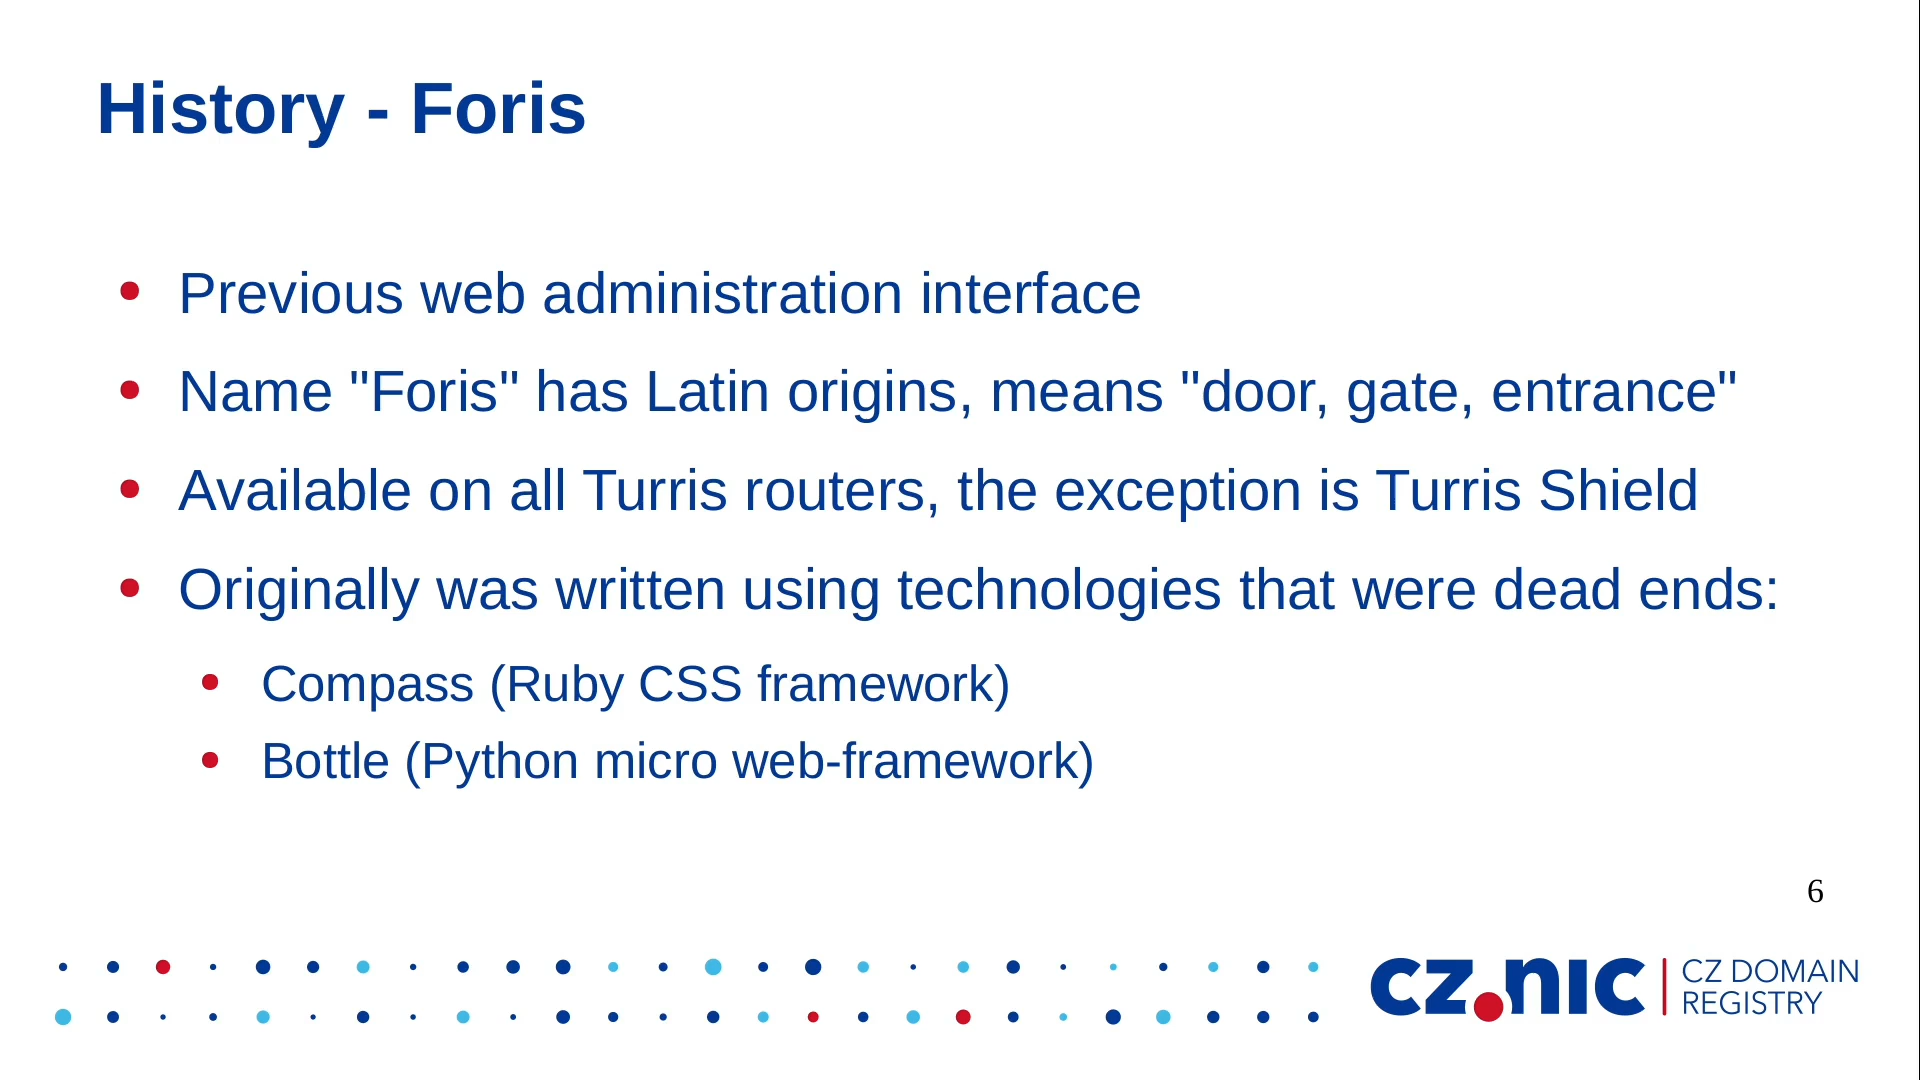 History - Foris
• Previous web administration interface
• Name "Foris" has Latin origins, means "door, gate, entrance"
• Available on all Turris routers, the exception is Turris Shield
• Originally was written using technologies that were dead ends:
• Compass (Ruby CSS framework)
• Bottle (Python micro web-framework)
6
cz.nic | CZ DOMAIN
REGISTRY